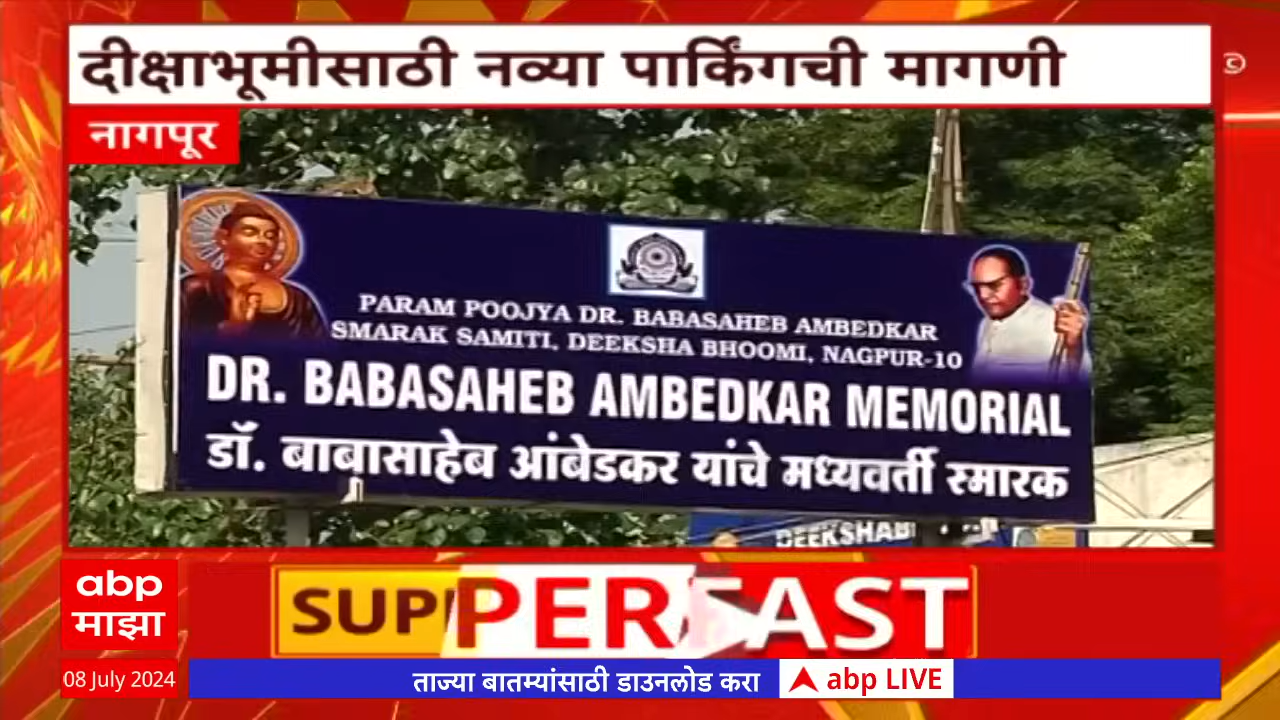 दीक्षाभूमीसाठी नव्या पार्किंगची मागणी
©
नागपूर
PARAM POOJYA DR. BABASAHEB AMBEDKAR
SMARAK SAMITI, DEEKSHA BHOOMI, NAGPUR-10
DR. BABASAHEB AMBEDKAR MEMORIAL
डॉ. बाबासाहेब आंबेडकर यांचे मध्यवर्ती स्मारक
abp
माझा
08 July 2024
ताज्या बातम्यांसाठी डाउनलोड करा
abp LIVE